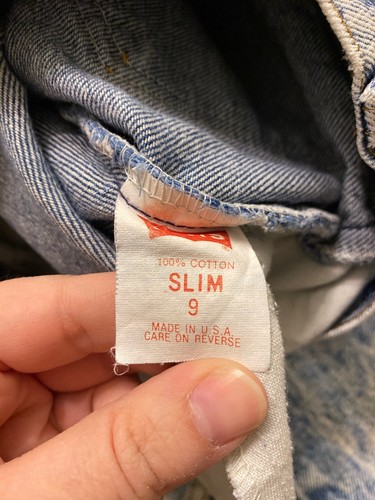 100% COTTON
SLIM
9
MADE IN U.S.A.
CARE ON REVERSE